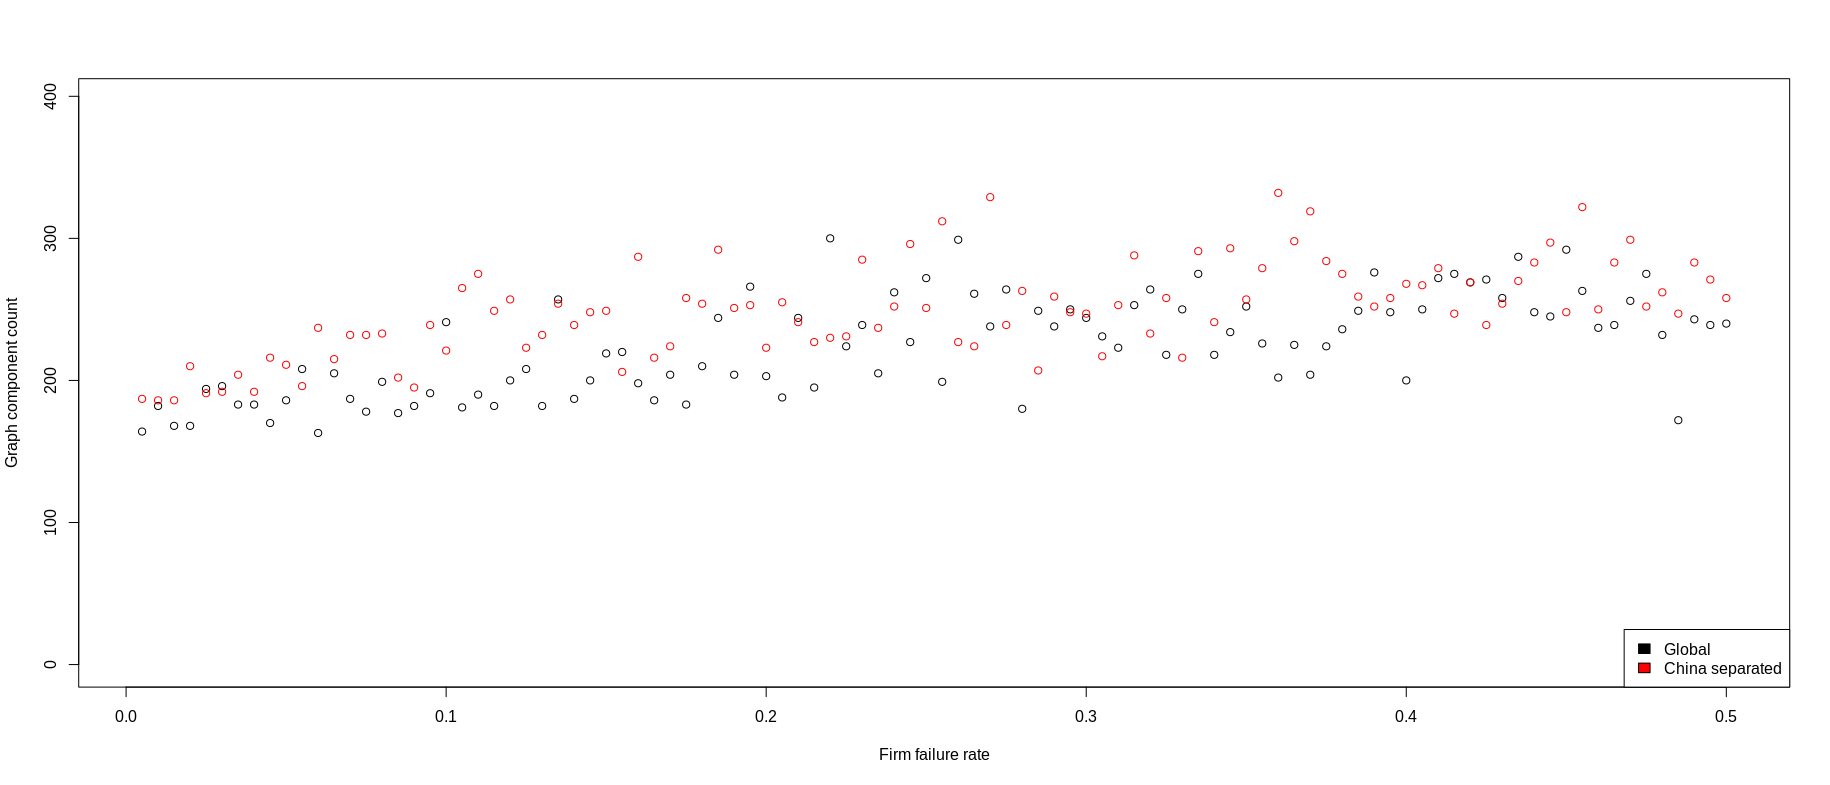 Graph component count
400
300
200
100
0
Global
China separated
0.0 0.1 0.2 0.3 0.4 0.5
Firm failure rate